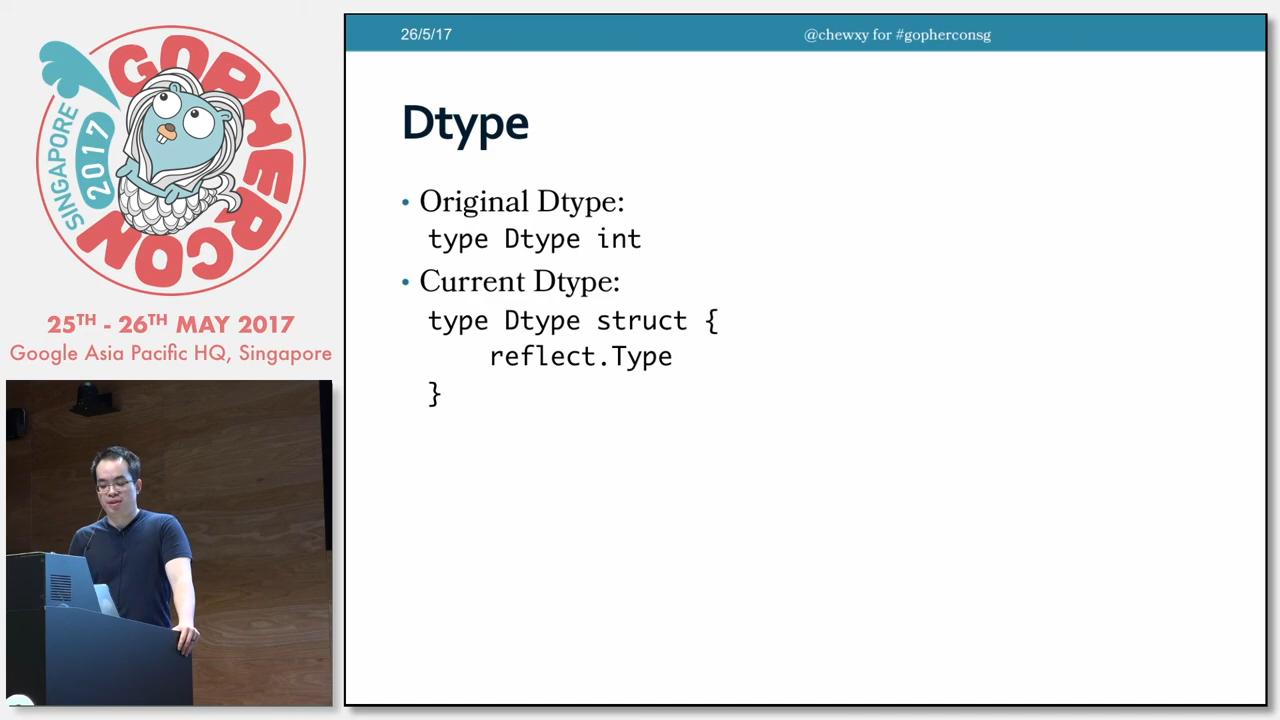 GOPHERCON
SINGAPORE
2017
25TH - 26TH MAY 2017
Google Asia Pacific HQ, Singapore
26/5/17
@chewxy for #gopherconsg
Dtype
• Original Dtype:
type Dtype int
• Current Dtype:
type Dtype struct {
reflect.Type
}